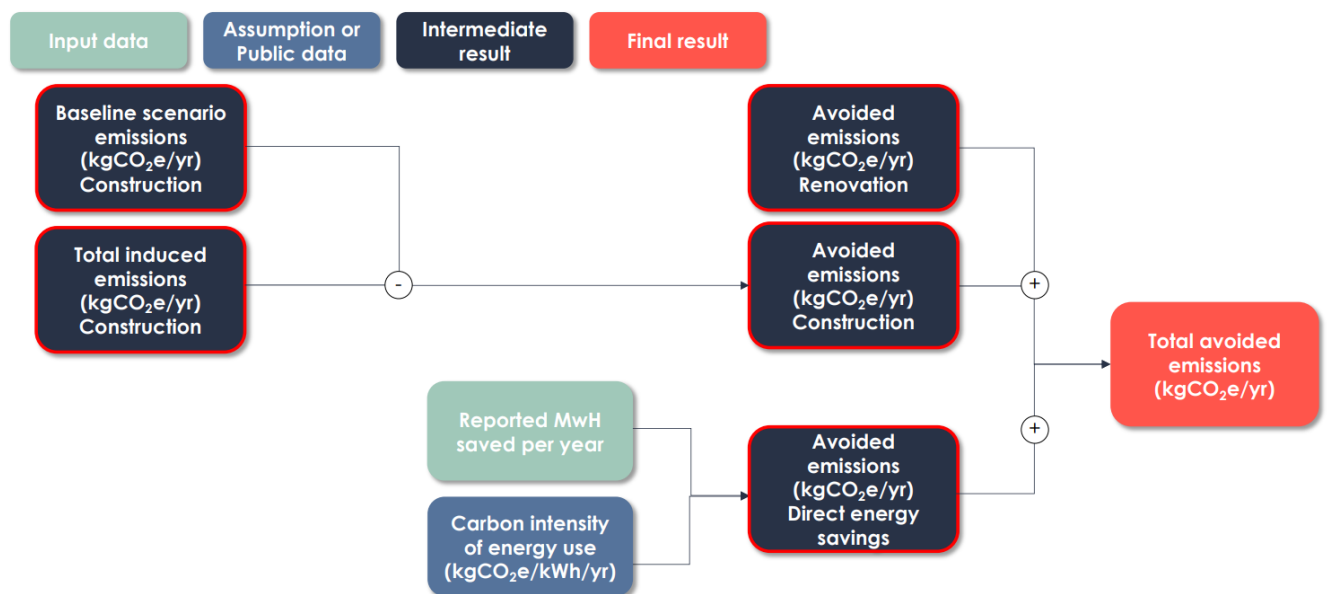 Input data
Assumption or
Public data
Intermediate
result
Final result
Baseline scenario
emissions
(kgCO₂e/yr)
Construction
Avoided
emissions
(kgCO₂e/yr)
Renovation
Total induced
emissions
(kgCO₂e/yr)
Construction
-
Avoided
emissions
(kgCO₂e/yr)
Construction
+
Total avoided
emissions
(kgCO₂e/yr)
Reported MwH
saved per year
Avoided
emissions
(kgCO₂e/yr)
Direct energy
savings
+
Carbon intensity
of energy use
(kgCO₂e/kWh/yr)